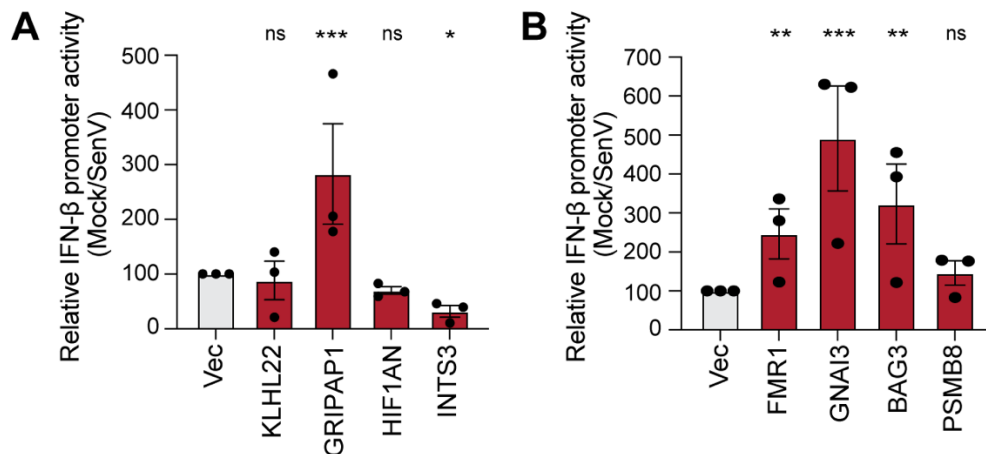 A
ns *** ns *
Relative IFN-β promoter activity
(Mock/SenV)
500
400
300
200
100
0
Vec
KLHL22
GRIPAP1
HIF1AN
INTS3
B
** *** ** ns
Relative IFN-β promoter activity
(Mock/SenV)
700
600
500
400
300
200
100
0
Vec
FMR1
GNAI3
BAG3
PSMB8